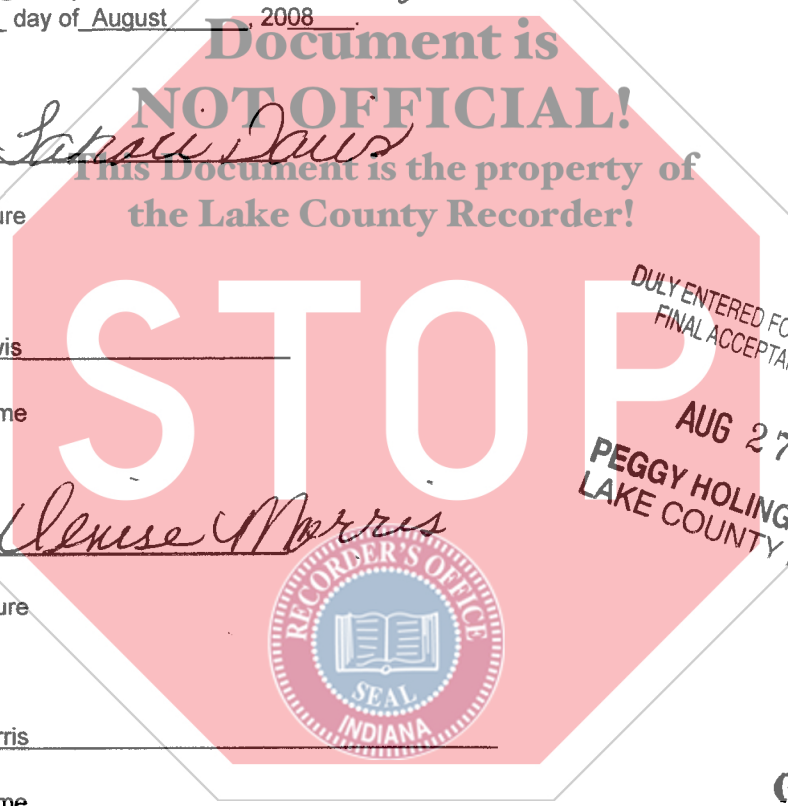 day of August, 2008.
Document is
NOT OFFICIAL!
Davis
This Document is the property of
the Lake County Recorder!
ure
DULY ENTERED FO
FINAL ACCEPTA
STOP
vis
me
AUG 27
PEGGY HOLING
LAKE COUNTY
Denise Morris
RECORDER'S OFFICE
SEAL
INDIANA
ure
rris
me